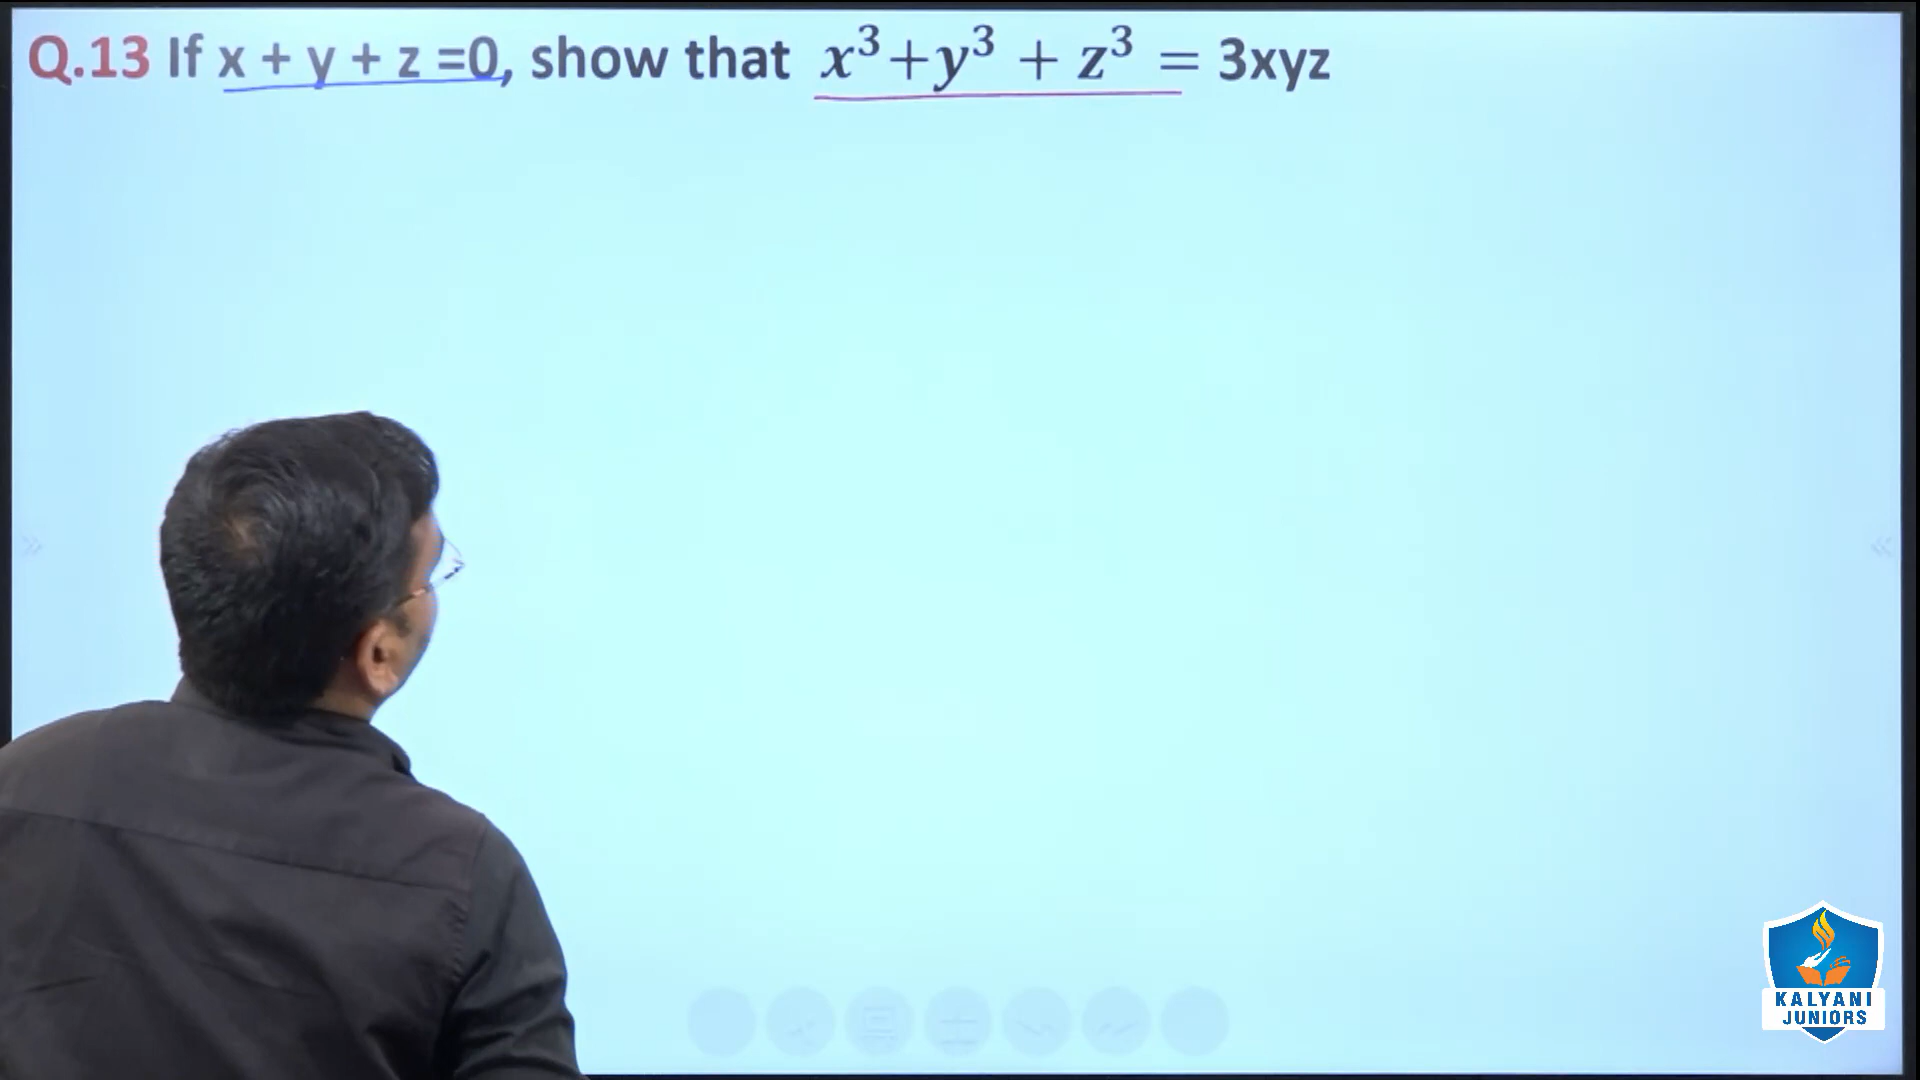 Q.13 If x + y + z =0, show that x³+y³ + z³ = 3xyz
KALYANI
JUNIORS